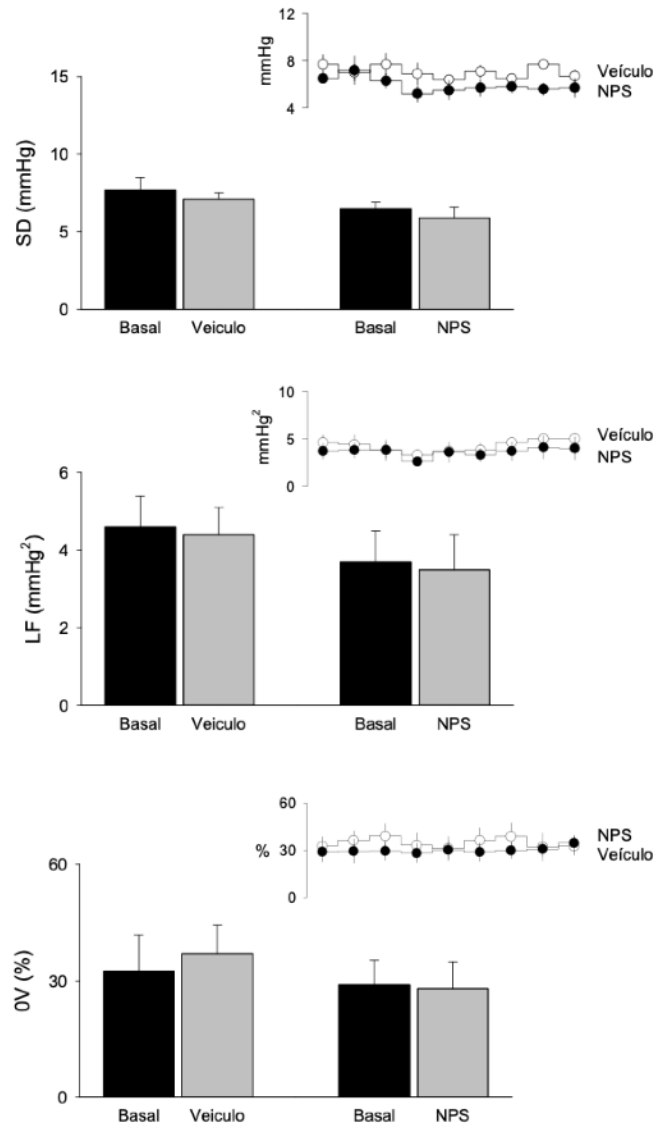 12
8
4
mmHg
Veículo
NPS
15
10
5
0
SD (mmHg)
Basal Veiculo Basal NPS
10
5
0
mmHg²
Veículo
NPS
6
4
2
0
LF (mmHg²)
Basal Veiculo Basal NPS
60
30
0
%
NPS
Veículo
60
30
0
0V (%)
Basal Veiculo Basal NPS